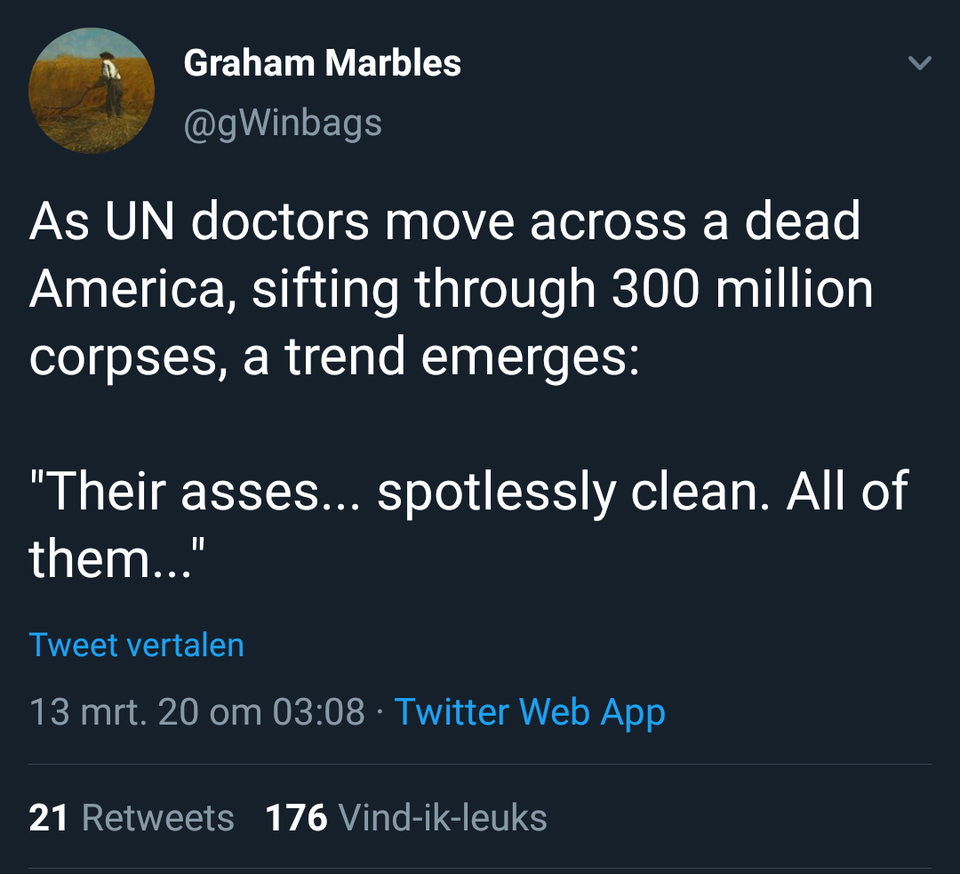 Graham Marbles
@gWinbags
As UN doctors move across a dead
America, sifting through 300 million
corpses, a trend emerges:
"Their asses... spotlessly clean. All of
them..."
Tweet vertalen
13 mrt. 20 om 03:08 · Twitter Web App
21 Retweets 176 Vind-ik-leuks